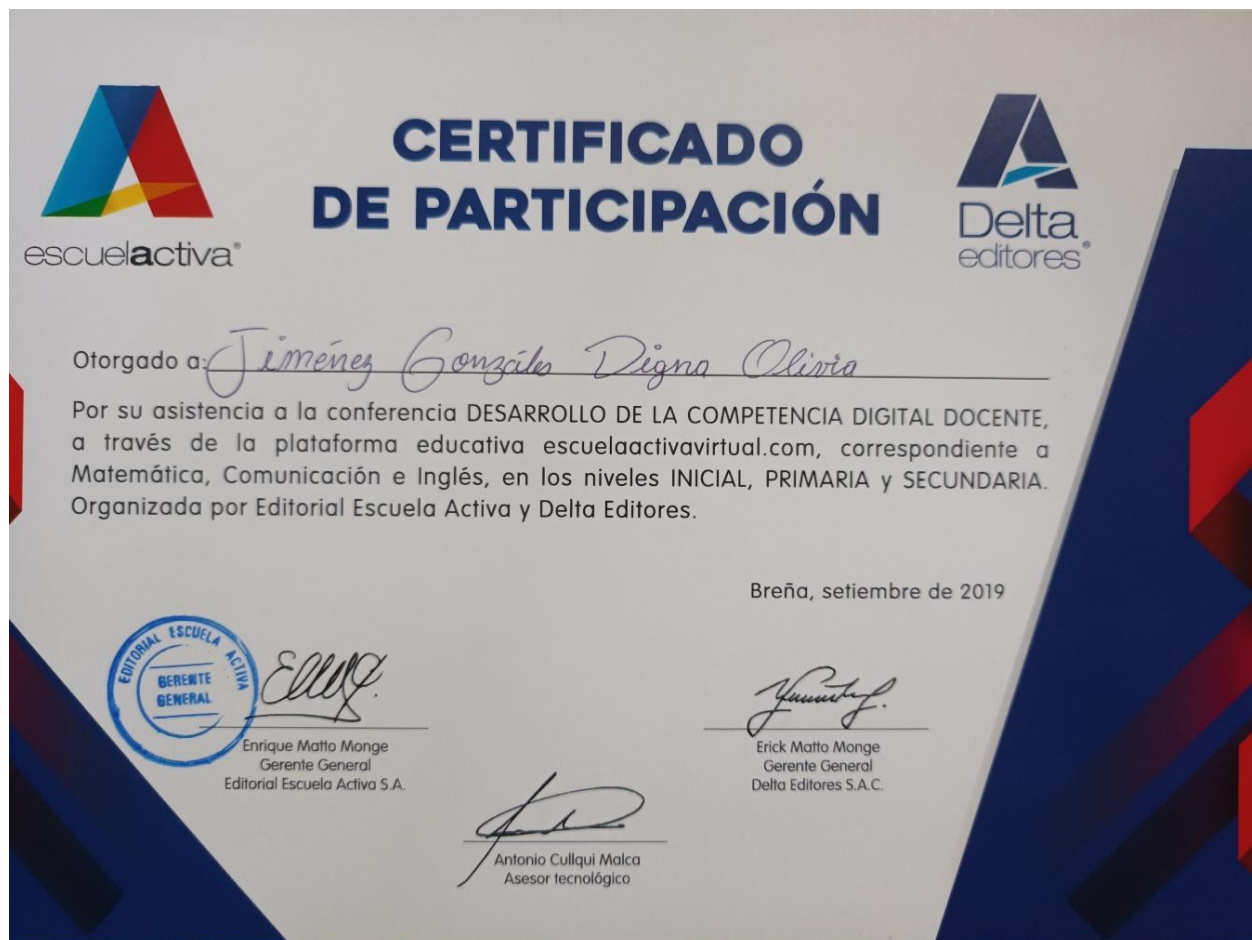 CERTIFICADO
DE PARTICIPACIÓN
escuelactiva®
Delta
editores®
Otorgado a: Jiménez Gonzáles Digna Olivia
Por su asistencia a la conferencia DESARROLLO DE LA COMPETENCIA DIGITAL DOCENTE,
a través de la plataforma educativa escuelaactivavirtual.com, correspondiente a
Matemática, Comunicación e Inglés, en los niveles INICIAL, PRIMARIA y SECUNDARIA.
Organizada por Editorial Escuela Activa y Delta Editores.
Breña, setiembre de 2019
EDITORIAL ESCUELA ACTIVA
GERENTE
GENERAL
Enrique Matto Monge
Gerente General
Editorial Escuela Activa S.A.
Erick Matto Monge
Gerente General
Delta Editores S.A.C.
Antonio Cullqui Malca
Asesor tecnológico